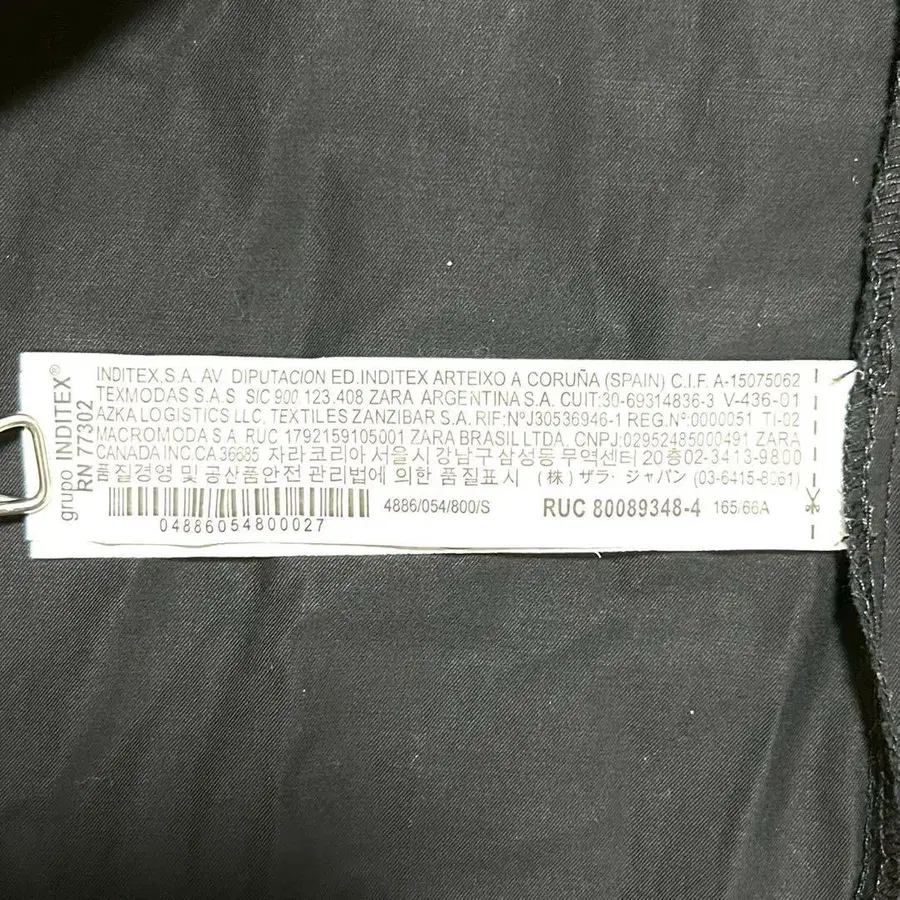 grupo INDITEX®
RN 77302
INDITEX,S.A. AV DIPUTACION ED.INDITEX ARTEIXO A CORUÑA (SPAIN) C.I.F. A-15075062
TEXMODAS S.A.S SIC 900.123.408 ZARA ARGENTINA S.A. CUIT:30-69314836-3 V-436-01
AZKA LOGISTICS LLC, TEXTILES ZANZIBAR S.A. RIF:NºJ30536946-1 REG.Nº:0000051 TI-02
MACROMODA S.A. RUC 1792159105001 ZARA BRASIL LTDA, CNPJ:02952485000491 ZARA
CANADA INC.CA.36685 자라코리아 서울시강남구삼성동무역센터 20층02-3413-9800
품질경영 및 공산품안전 관리법에 의한 품질표시 (株) ザラ・ジャパン (03-6415-8061)
04886054800027
4886/054/800/S
RUC 80089348-4
165/66A